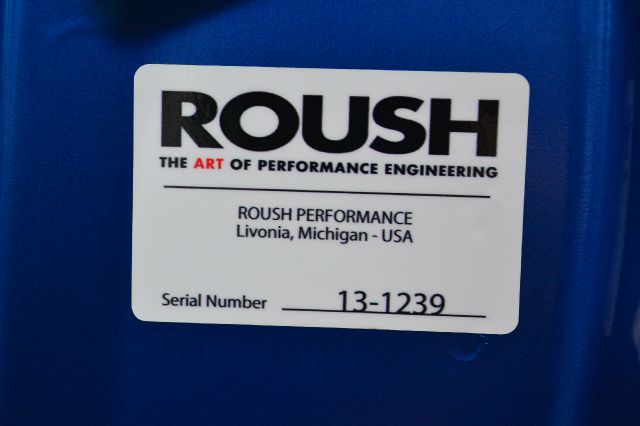 ROUSH
THE ART OF PERFORMANCE ENGINEERING
ROUSH PERFORMANCE
Livonia, Michigan - USA
Serial Number 13-1239